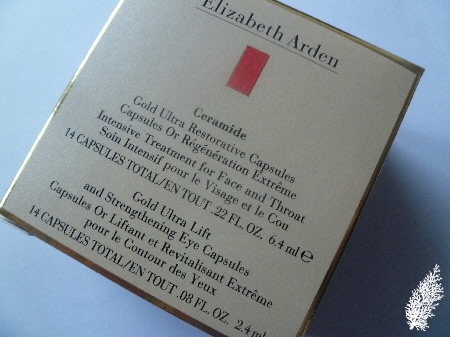 Elizabeth Arden
Ceramide
Gold Ultra Restorative Capsules
Capsules Or Régénération Extrême
Intensive Treatment for Face and Throat
Soin Intensif pour le Visage et le Cou
14 CAPSULES TOTAL/EN TOUT .22 FL. OZ. 6.4 ml ℮
Gold Ultra Lift
and Strengthening Eye Capsules
Capsules Or Liftant et Revitalisant Extrême
pour le Contour des Yeux
14 CAPSULES TOTAL/EN TOUT .08 FL. OZ. 2.4 ml